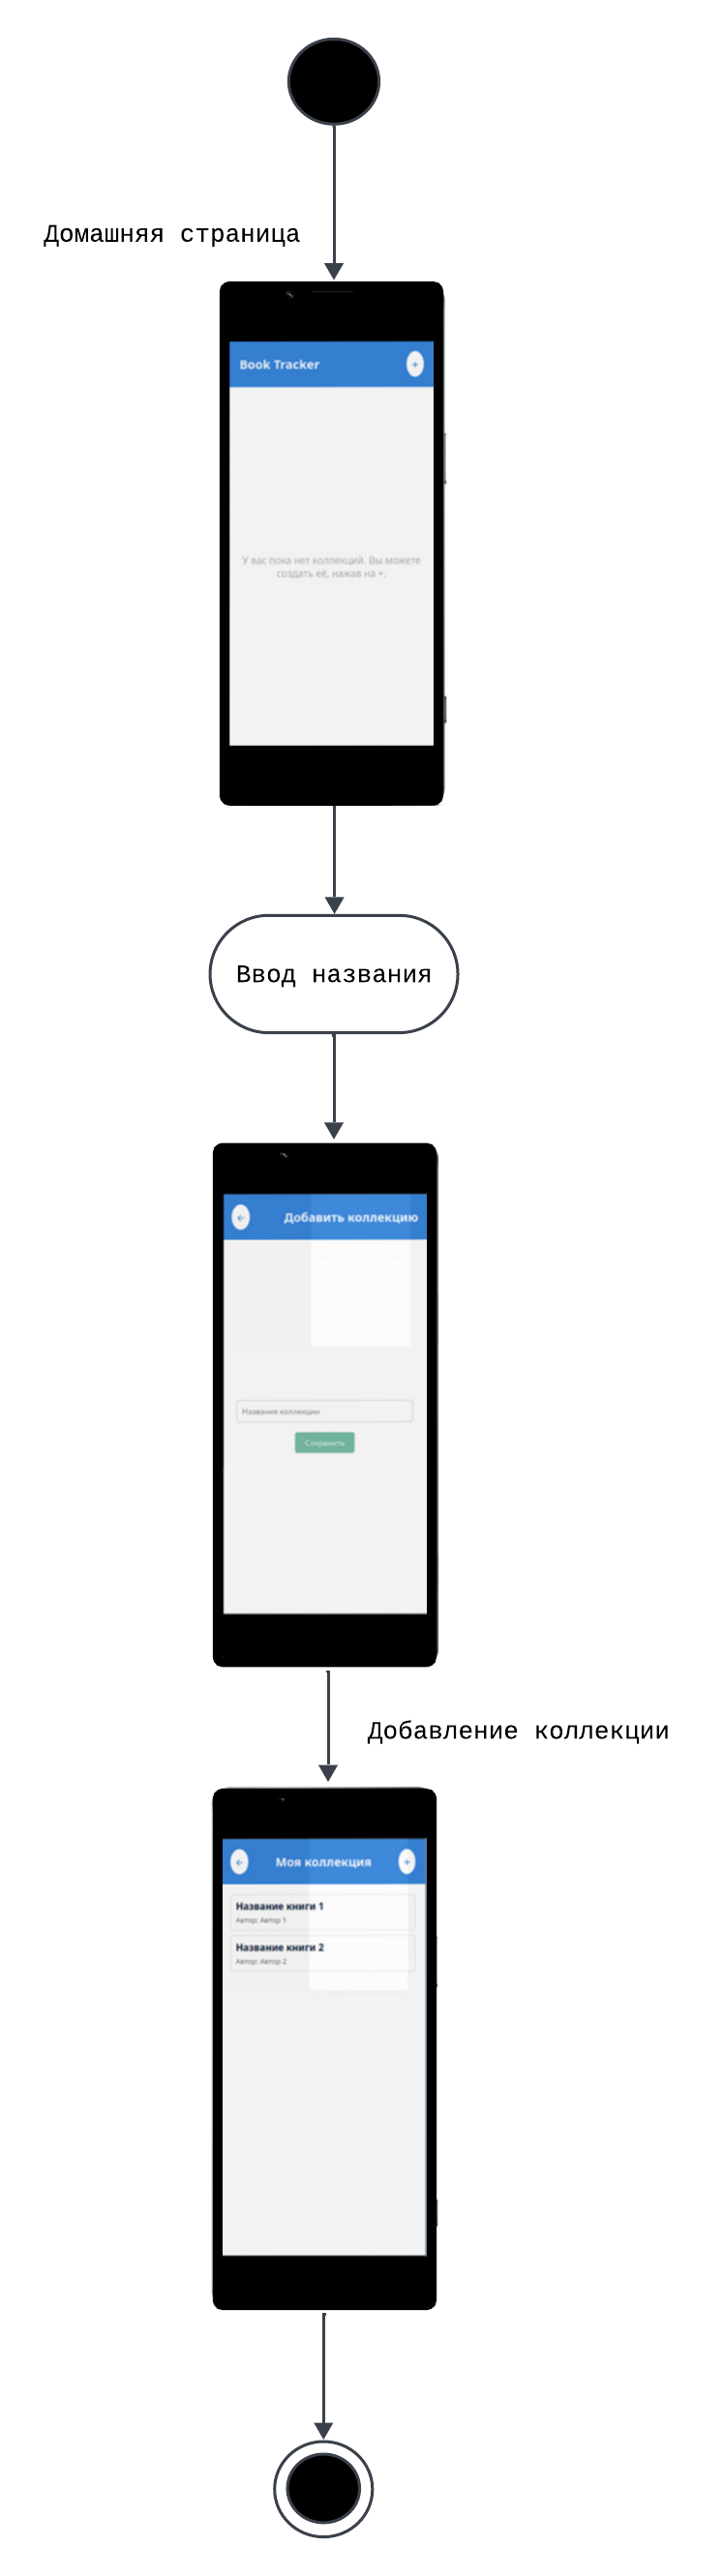 Домашняя страница
Book Tracker
+
У вас пока нет коллекций. Вы можете
создать её, нажав на +.
Ввод названия
Добавить коллекцию
Название коллекции
Сохранить
Добавление коллекции
Моя коллекция
+
Название книги 1
Автор: Автор 1
Название книги 2
Автор: Автор 2